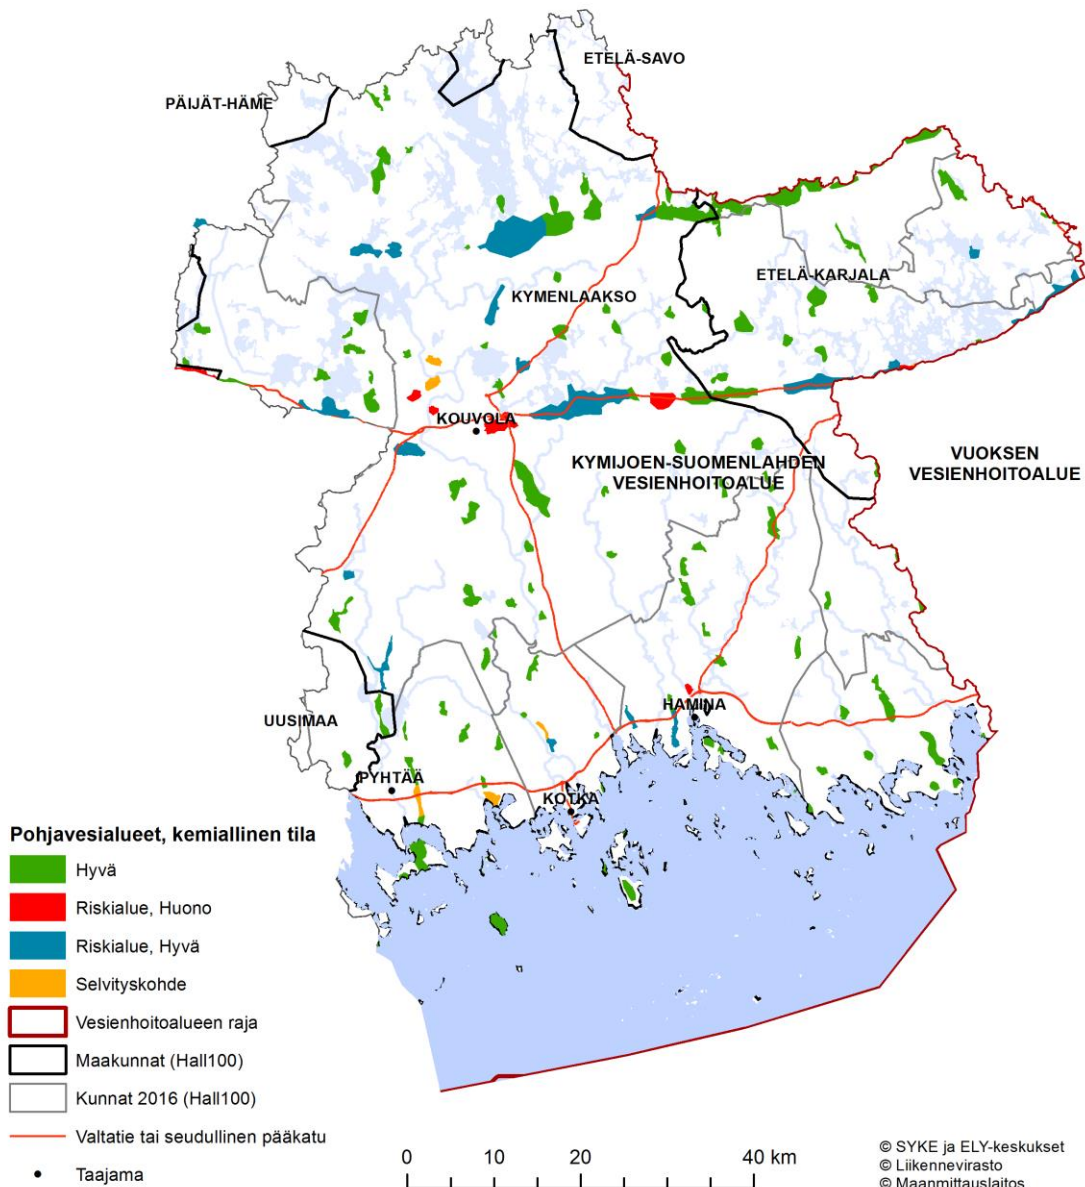 ETELÄ-SAVO
PÄIJÄT-HÄME
ETELÄ-KARJALA
KYMENLAAKSO
KOUVOLA
KYMIJOEN-SUOMENLAHDEN
VESIENHOITOALUE
VUOKSEN
VESIENHOITOALUE
HAMINA
UUSIMAA
PYHTÄÄ
KOTKA
Pohjavesialueet, kemiallinen tila
Hyvä
Riskialue, Huono
Riskialue, Hyvä
Selvityskohde
Vesienhoitoalueen raja
Maakunnat (Hall100)
Kunnat 2016 (Hall100)
Valtatie tai seudullinen pääkatu
Taajama
0 10 20 40 km
© SYKE ja ELY-keskukset
© Liikennevirasto
© Maanmittauslaitos